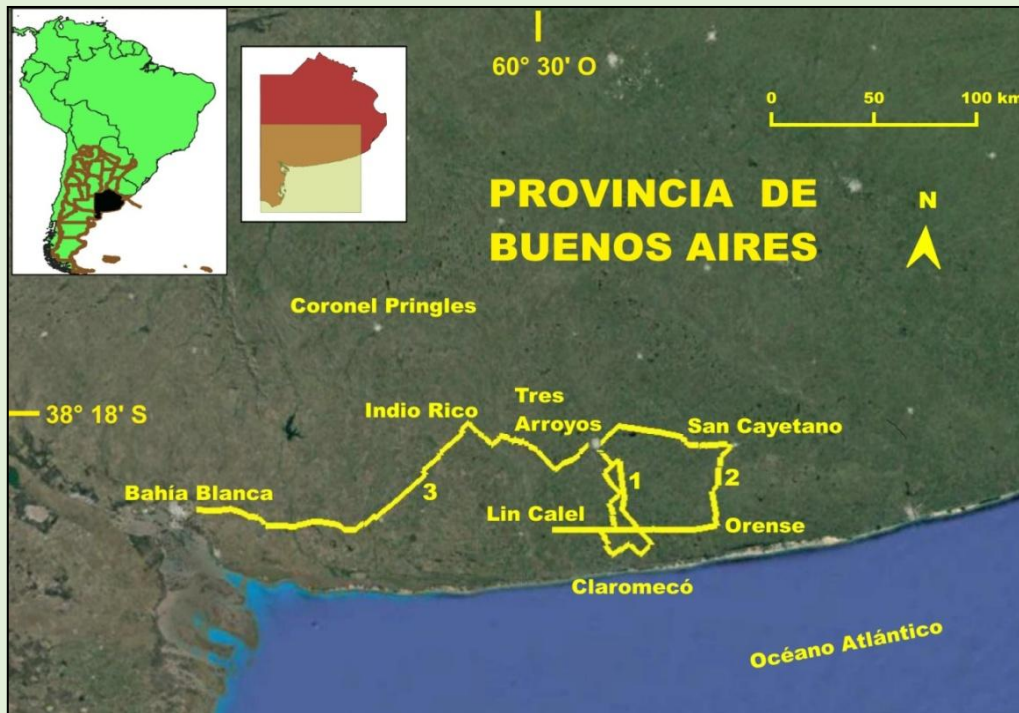 60° 30' O
0 50 100 km
PROVINCIA DE
BUENOS AIRES
N
Coronel Pringles
38° 18' S
Indio Rico
Tres
Arroyos
San Cayetano
Bahía Blanca
3
1
2
Lin Calel
Orense
Claromecó
Océano Atlántico